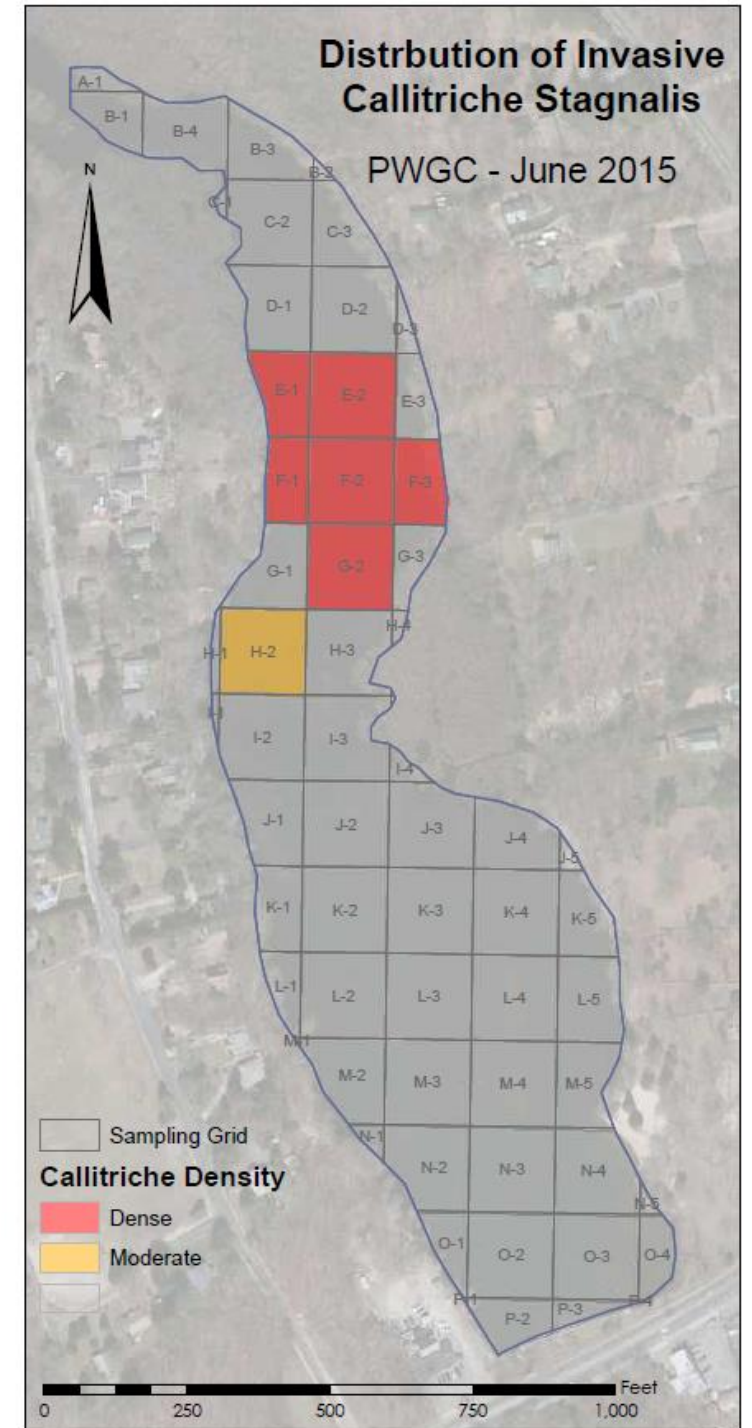 Distrbution of Invasive
Callitriche Stagnalis
PWGC - June 2015
N
A-1
B-1
B-4
B-3
B-2
C-1
C-2
C-3
D-1
D-2
D-3
E-1
E-2
E-3
F-1
F-2
F-3
G-1
G-2
G-3
H-1
H-2
H-3
H-4
I-2
I-3
I-4
J-1
J-2
J-3
J-4
J-5
K-1
K-2
K-3
K-4
K-5
L-1
L-2
L-3
L-4
L-5
M-1
M-2
M-3
M-4
M-5
N-1
N-2
N-3
N-4
N-5
O-1
O-2
O-3
O-4
P-1
P-2
P-3
P-4
Sampling Grid
Callitriche Density
Dense
Moderate
Feet
0 250 500 750 1,000